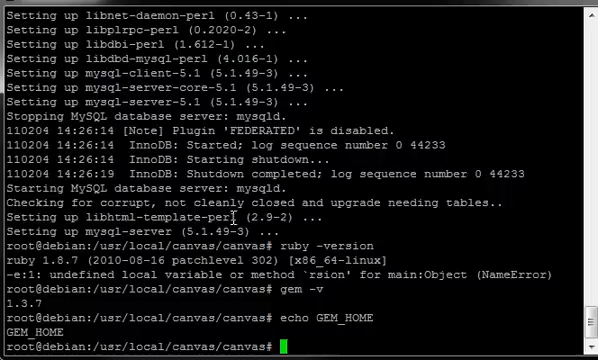 Setting up libnet-daemon-perl (0.43-1) ...
Setting up libplrpc-perl (0.2020-2) ...
Setting up libdbi-perl (1.612-1) ...
Setting up libdbd-mysql-perl (4.016-1) ...
Setting up mysql-client-5.1 (5.1.49-3) ...
Setting up mysql-server-core-5.1 (5.1.49-3) ...
Setting up mysql-server-5.1 (5.1.49-3) ...
Stopping MySQL database server: mysqld.
110204 14:26:14 [Note] Plugin 'FEDERATED' is disabled.
110204 14:26:14  InnoDB: Started; log sequence number 0 44233
110204 14:26:14  InnoDB: Starting shutdown...
110204 14:26:19  InnoDB: Shutdown completed; log sequence number 0 44233
Starting MySQL database server: mysqld.
Checking for corrupt, not cleanly closed and upgrade needing tables..
Setting up libhtml-template-perl (2.9-2) ...
Setting up mysql-server (5.1.49-3) ...
root@debian:/usr/local/canvas/canvas# ruby -version
ruby 1.8.7 (2010-08-16 patchlevel 302) [x86_64-linux]
-e:1: undefined local variable or method `rsion' for main:Object (NameError)
root@debian:/usr/local/canvas/canvas# gem -v
1.3.7
root@debian:/usr/local/canvas/canvas# echo GEM_HOME
GEM_HOME
root@debian:/usr/local/canvas/canvas#